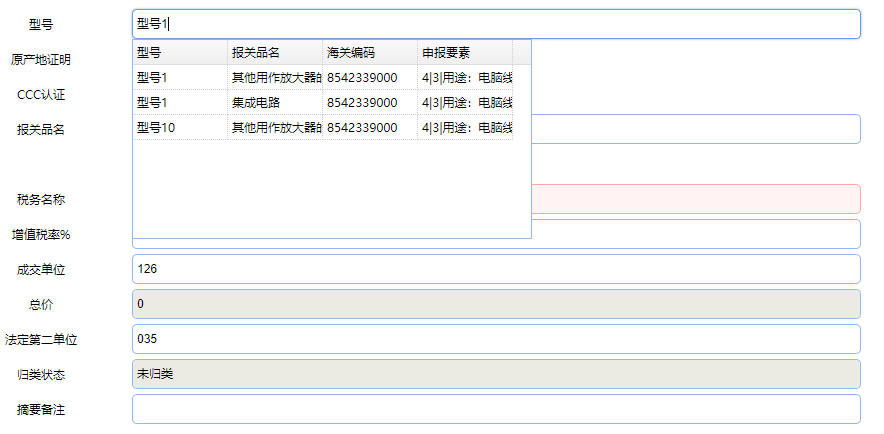 型号 型号1
型号 报关品名 海关编码 申报要素
原产地证明
型号1 其他用作放大器的 8542339000 4|3|用途：电脑线
CCC认证
型号1 集成电路 8542339000 4|3|用途：电脑线
报关品名
型号10 其他用作放大器的 8542339000 4|3|用途：电脑线
税务名称
增值税率%
成交单位 126
总价 0
法定第二单位 035
归类状态 未归类
摘要备注